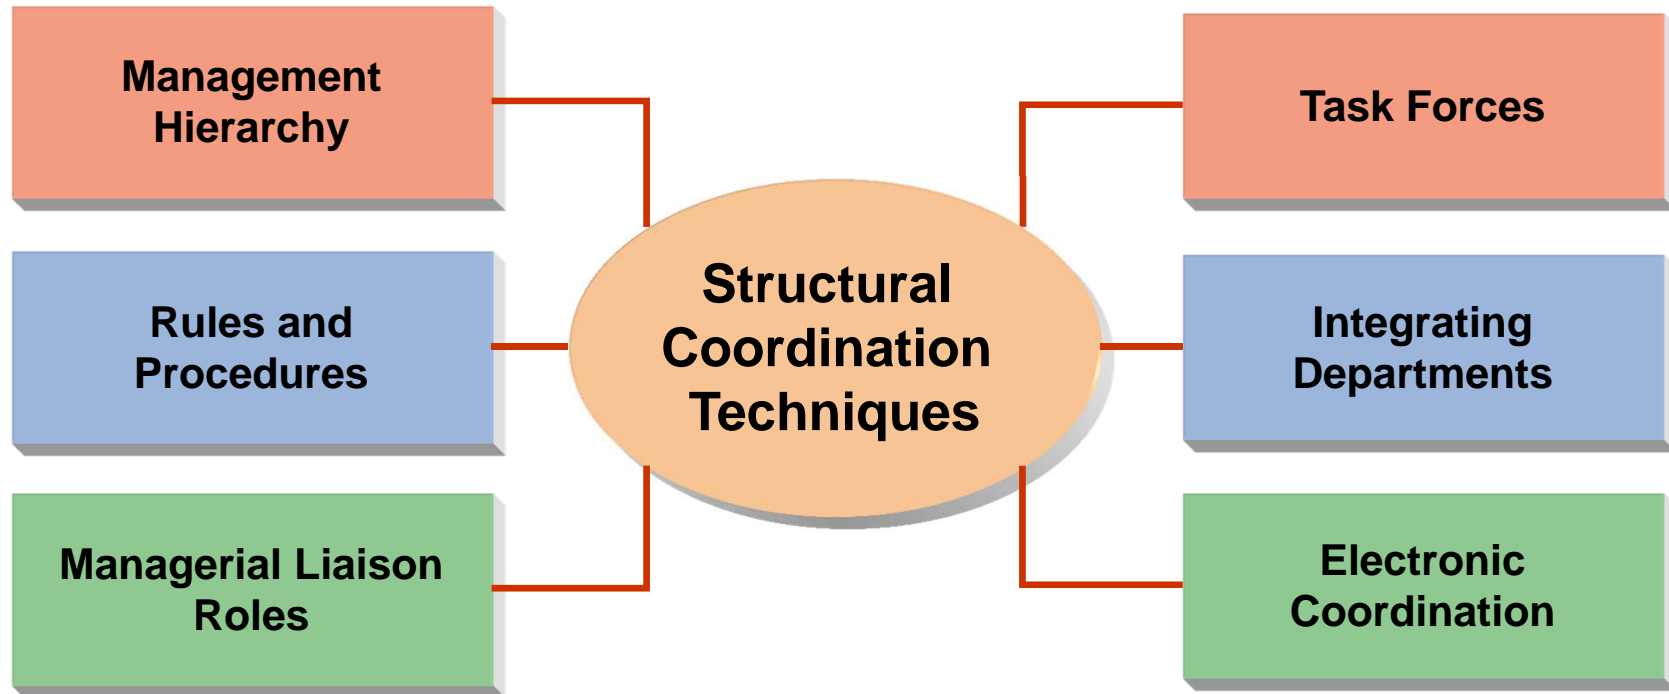 Management
Hierarchy
Rules and
Procedures
Managerial Liaison
Roles
Structural
Coordination
Techniques
Task Forces
Integrating
Departments
Electronic
Coordination